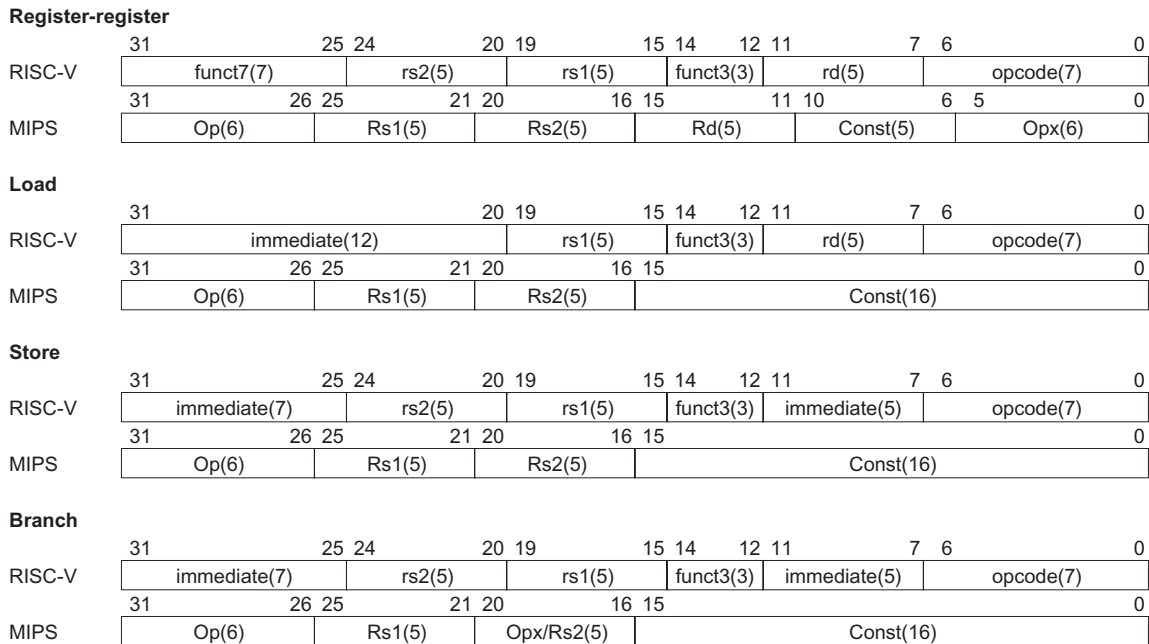 Register-register
31 25 24 20 19 15 14 12 11 7 6 0
RISC-V funct7(7) rs2(5) rs1(5) funct3(3) rd(5) opcode(7)
31 26 25 21 20 16 15 11 10 6 5 0
MIPS Op(6) Rs1(5) Rs2(5) Rd(5) Const(5) Opx(6)
Load
31 20 19 15 14 12 11 7 6 0
RISC-V immediate(12) rs1(5) funct3(3) rd(5) opcode(7)
31 26 25 21 20 16 15 0
MIPS Op(6) Rs1(5) Rs2(5) Const(16)
Store
31 25 24 20 19 15 14 12 11 7 6 0
RISC-V immediate(7) rs2(5) rs1(5) funct3(3) immediate(5) opcode(7)
31 26 25 21 20 16 15 0
MIPS Op(6) Rs1(5) Rs2(5) Const(16)
Branch
31 25 24 20 19 15 14 12 11 7 6 0
RISC-V immediate(7) rs2(5) rs1(5) funct3(3) immediate(5) opcode(7)
31 26 25 21 20 16 15 0
MIPS Op(6) Rs1(5) Opx/Rs2(5) Const(16)